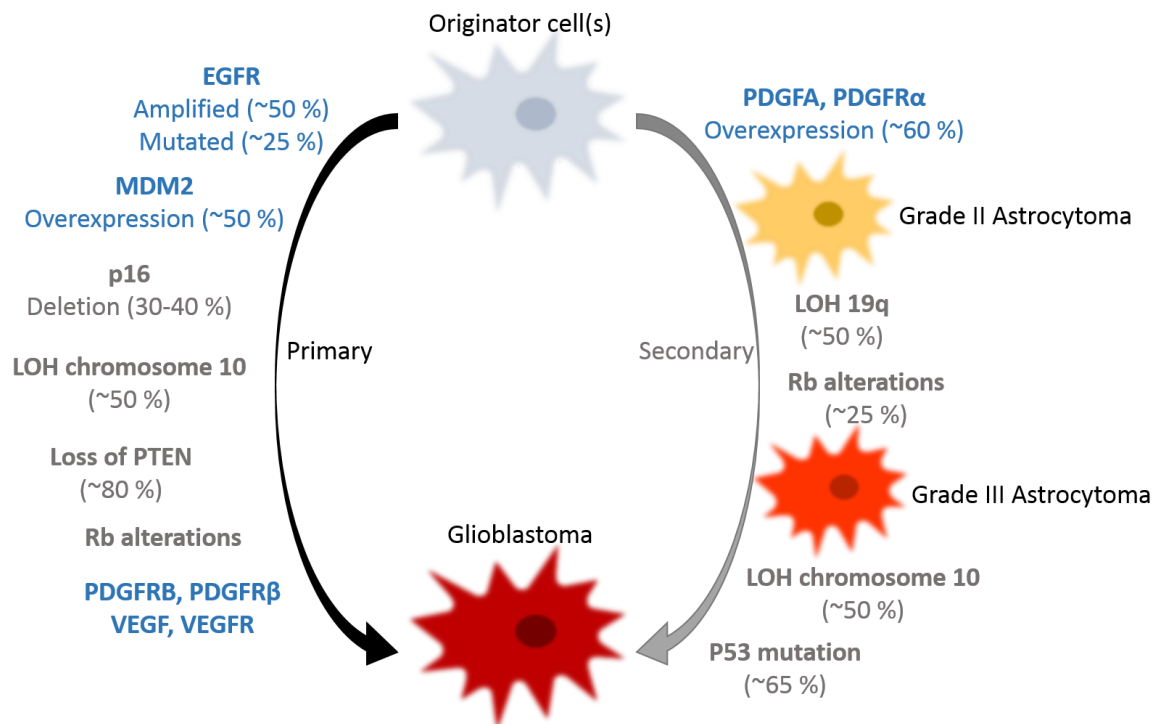 Originator cell(s)
EGFR
Amplified (~50 %)
Mutated (~25 %)
MDM2
Overexpression (~50 %)
p16
Deletion (30-40 %)
LOH chromosome 10
(~50 %)
Loss of PTEN
(~80 %)
Rb alterations
PDGFRB, PDGFRβ
VEGF, VEGFR
Primary
Glioblastoma
Secondary
PDGFA, PDGFRα
Overexpression (~60 %)
Grade II Astrocytoma
LOH 19q
(~50 %)
Rb alterations
(~25 %)
Grade III Astrocytoma
LOH chromosome 10
(~50 %)
P53 mutation
(~65 %)